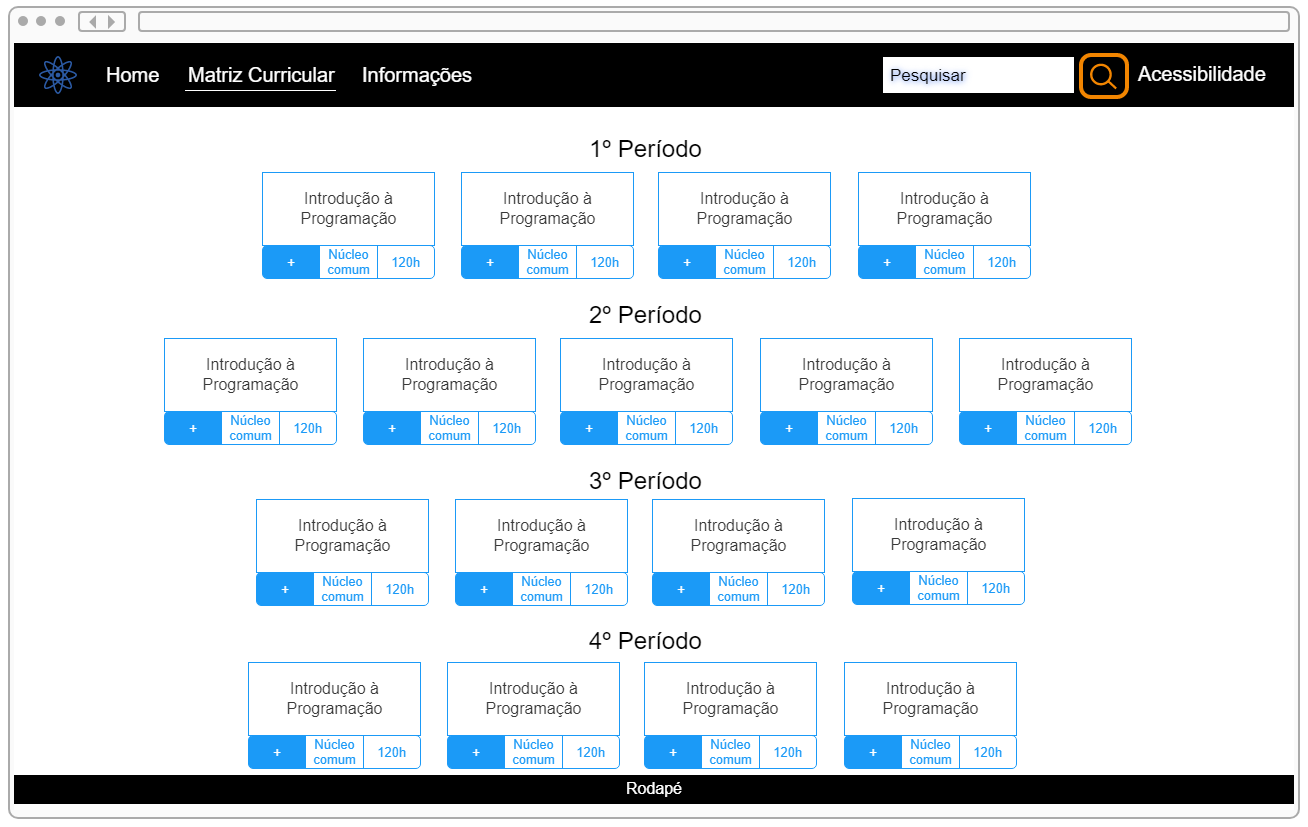 Home Matriz Curricular Informações Pesquisar Acessibilidade
1º Período
Introdução à Introdução à Introdução à Introdução à
Programação Programação Programação Programação
+ Núcleo comum 120h + Núcleo comum 120h + Núcleo comum 120h + Núcleo comum 120h
2º Período
Introdução à Introdução à Introdução à Introdução à Introdução à
Programação Programação Programação Programação Programação
+ Núcleo comum 120h + Núcleo comum 120h + Núcleo comum 120h + Núcleo comum 120h + Núcleo comum 120h
3º Período
Introdução à Introdução à Introdução à Introdução à
Programação Programação Programação Programação
+ Núcleo comum 120h + Núcleo comum 120h + Núcleo comum 120h + Núcleo comum 120h
4º Período
Introdução à Introdução à Introdução à Introdução à
Programação Programação Programação Programação
+ Núcleo comum 120h + Núcleo comum 120h + Núcleo comum 120h + Núcleo comum 120h
Rodapé